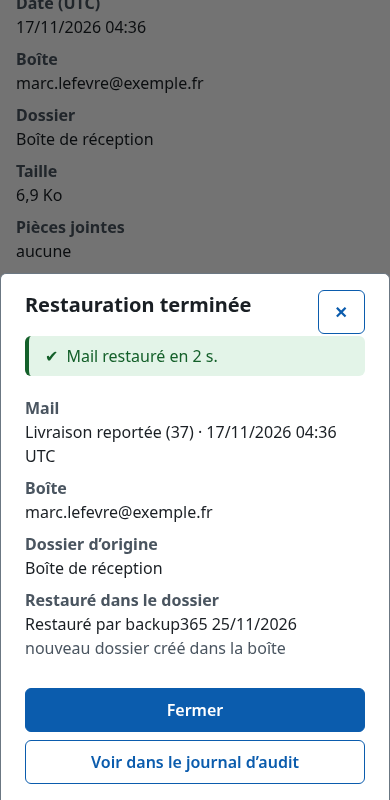 Date (UTC)
17/11/2026 04:36
Boîte
marc.lefevre@exemple.fr
Dossier
Boîte de réception
Taille
6,9 Ko
Pièces jointes
aucune
Restauration terminée
×
✔ Mail restauré en 2 s.
Mail
Livraison reportée (37) · 17/11/2026 04:36
UTC
Boîte
marc.lefevre@exemple.fr
Dossier d’origine
Boîte de réception
Restauré dans le dossier
Restauré par backup365 25/11/2026
nouveau dossier créé dans la boîte
Fermer
Voir dans le journal d’audit